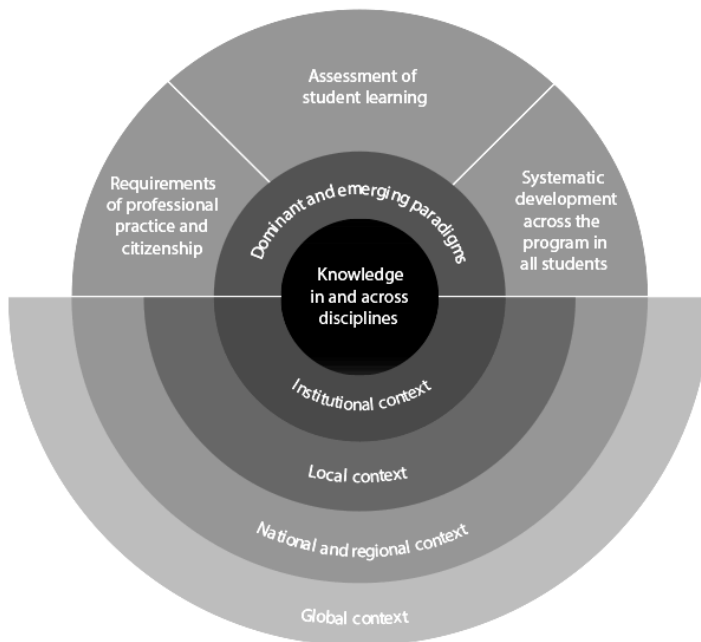 Assessment of
student learning
Requirements
of professional
practice and
citizenship
Dominant and emerging paradigms
Systematic
development
across the
program in
all students
Knowledge
in and across
disciplines
Institutional context
Local context
National and regional context
Global context